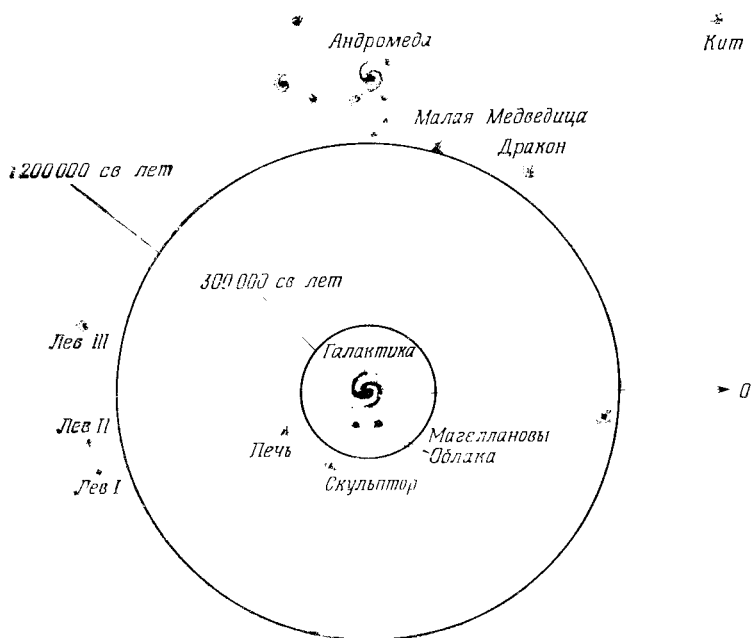 Андромеда
Кит
Малая Медведица
Дракон
1200000 св лет
300000 св лет
Лев III
Галактика
0
Лев II
Магеллановы
Облака
Печь
Лев I
Скульптор